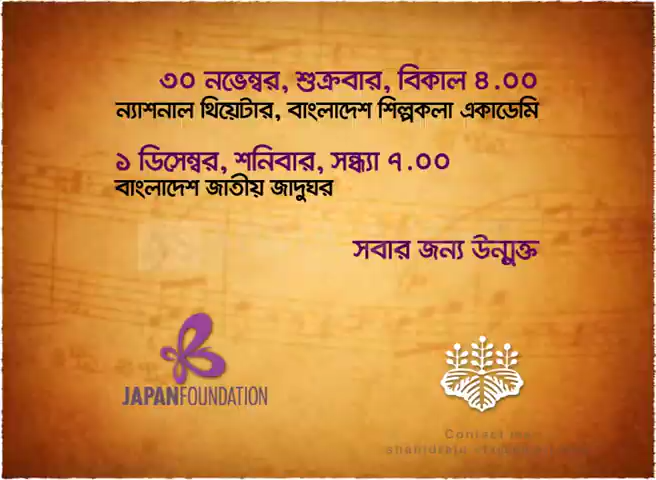 ৩০ নভেম্বর, শুক্রবার, বিকাল ৪.০০
ন্যাশনাল থিয়েটার, বাংলাদেশ শিল্পকলা একাডেমি
১ ডিসেম্বর, শনিবার, সন্ধ্যা ৭.০০
বাংলাদেশ জাতীয় জাদুঘর
সবার জন্য উন্মুক্ত
JAPANFOUNDATION
Contact